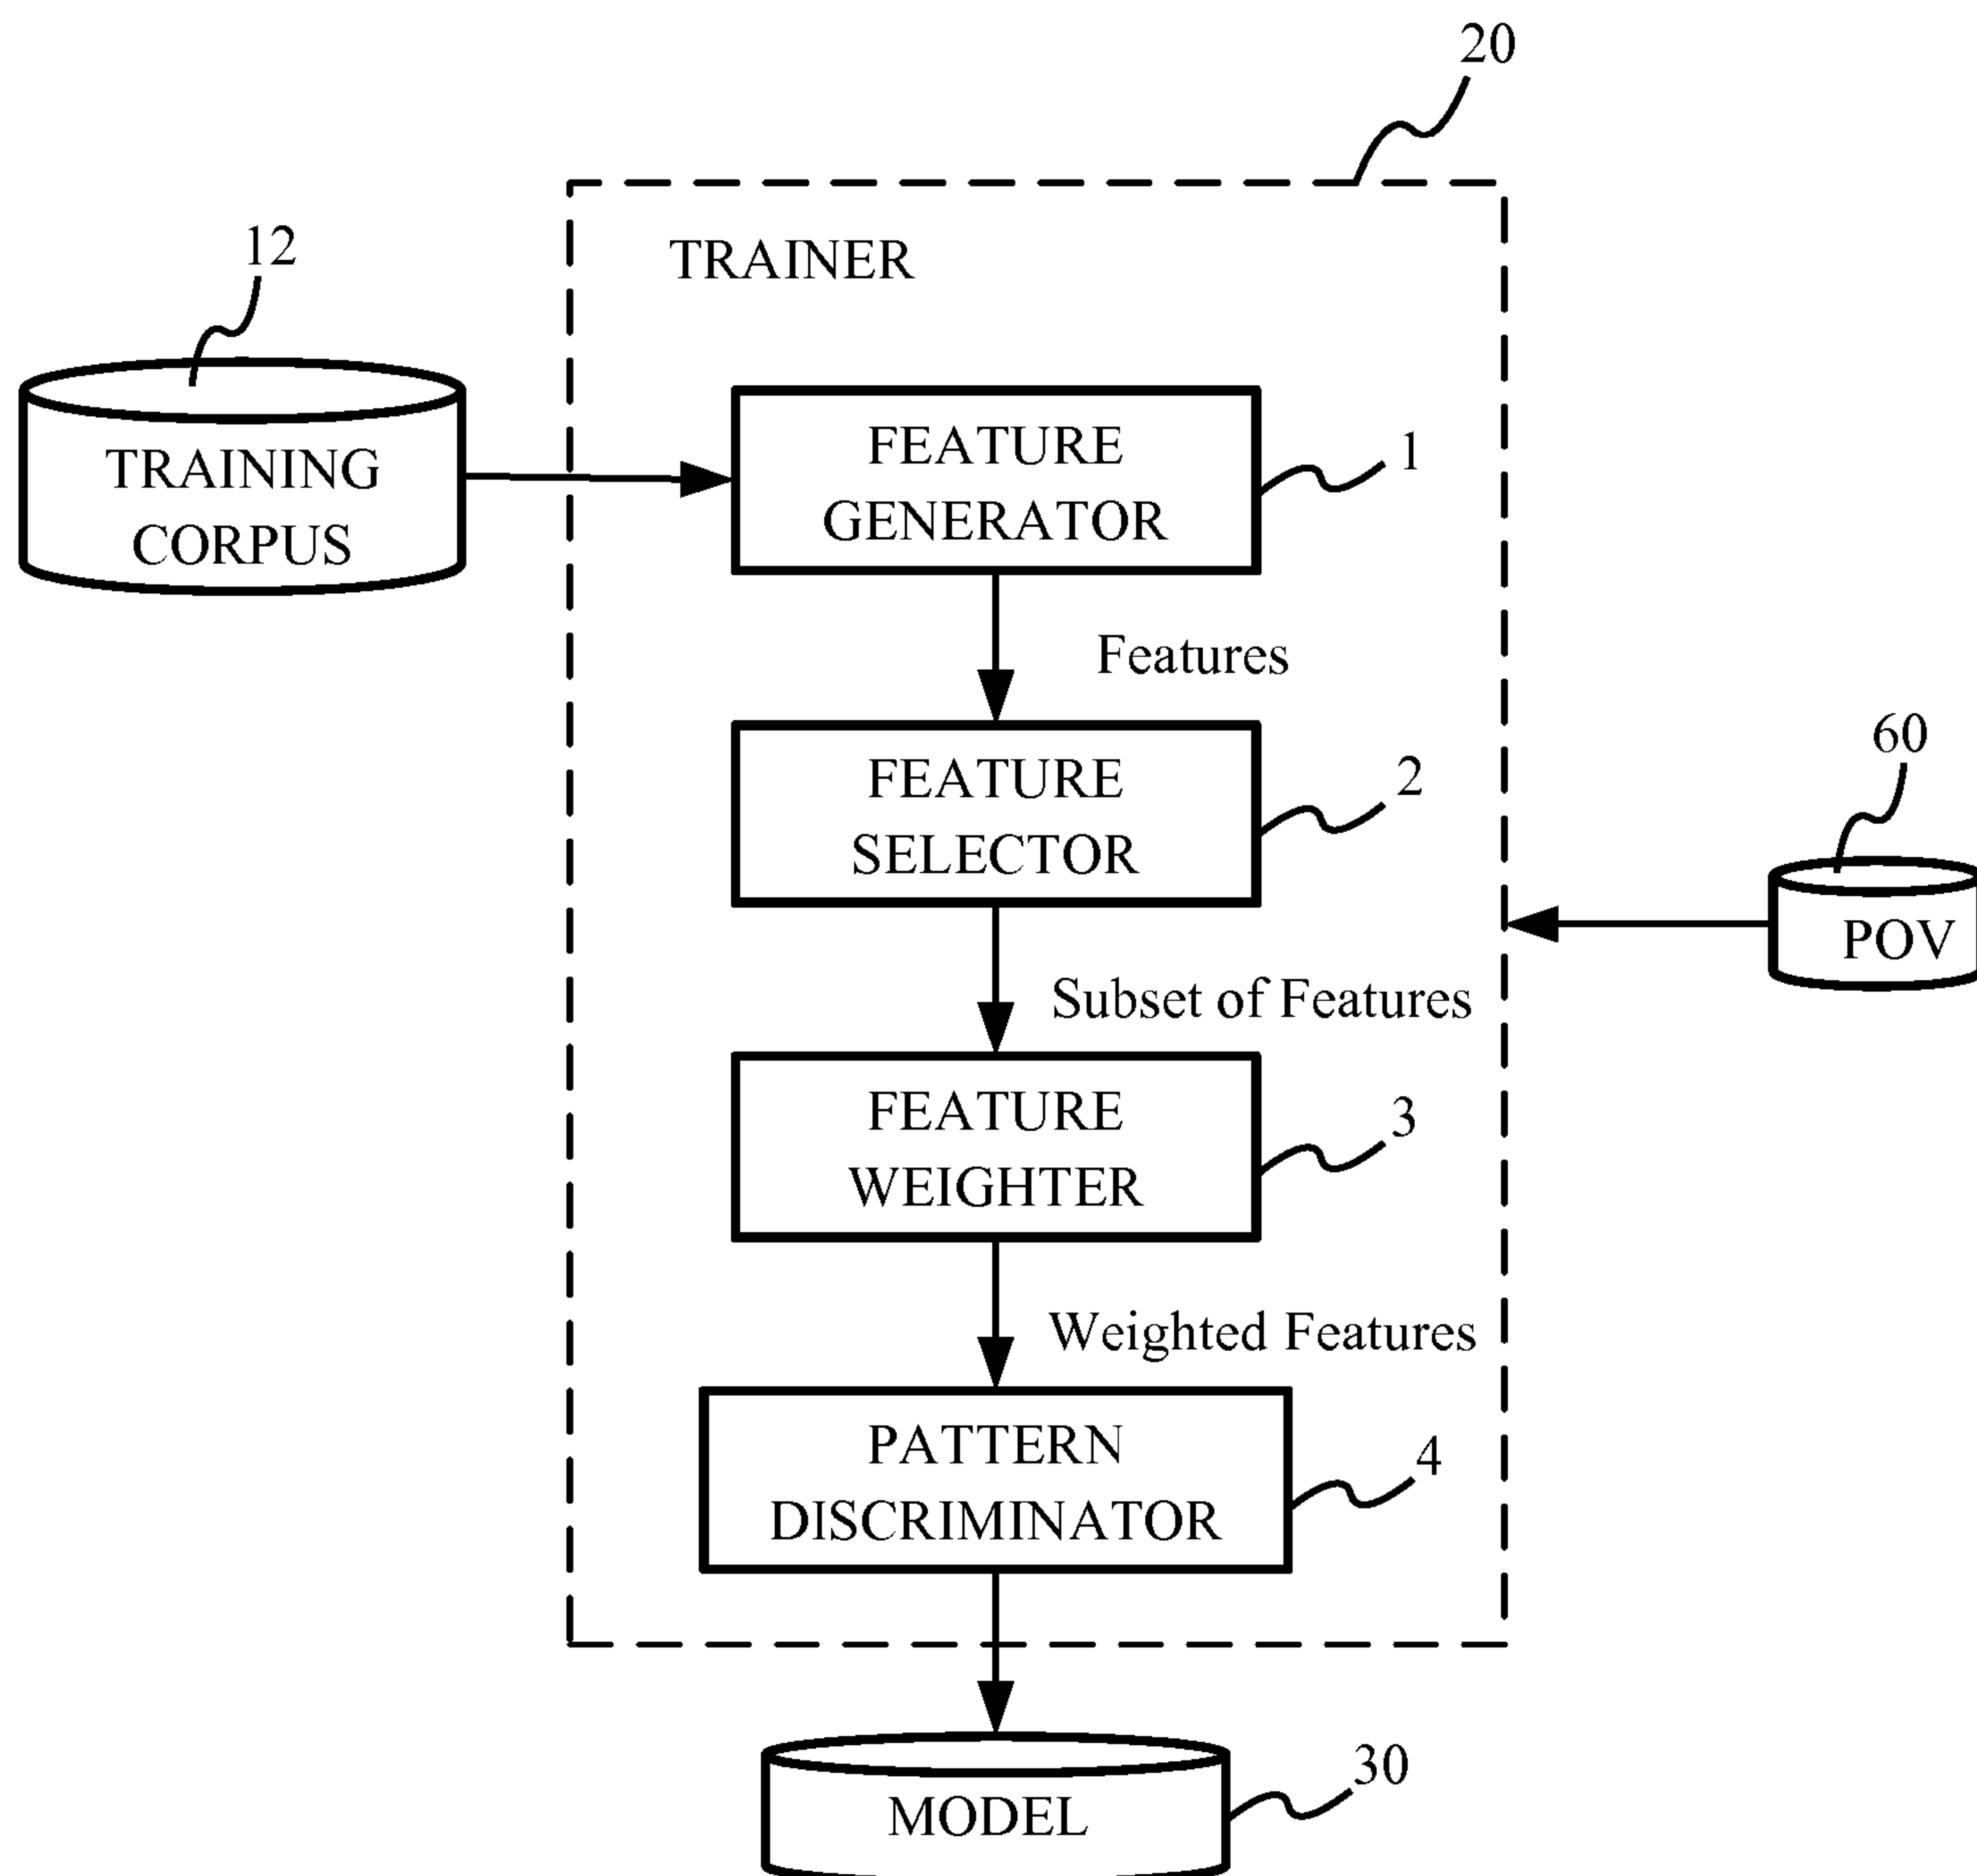 20
12
TRAINER
TRAINING
CORPUS
FEATURE
GENERATOR
1
Features
FEATURE
SELECTOR
2
60
POV
Subset of Features
FEATURE
WEIGHTER
3
Weighted Features
PATTERN
DISCRIMINATOR
4
MODEL
30